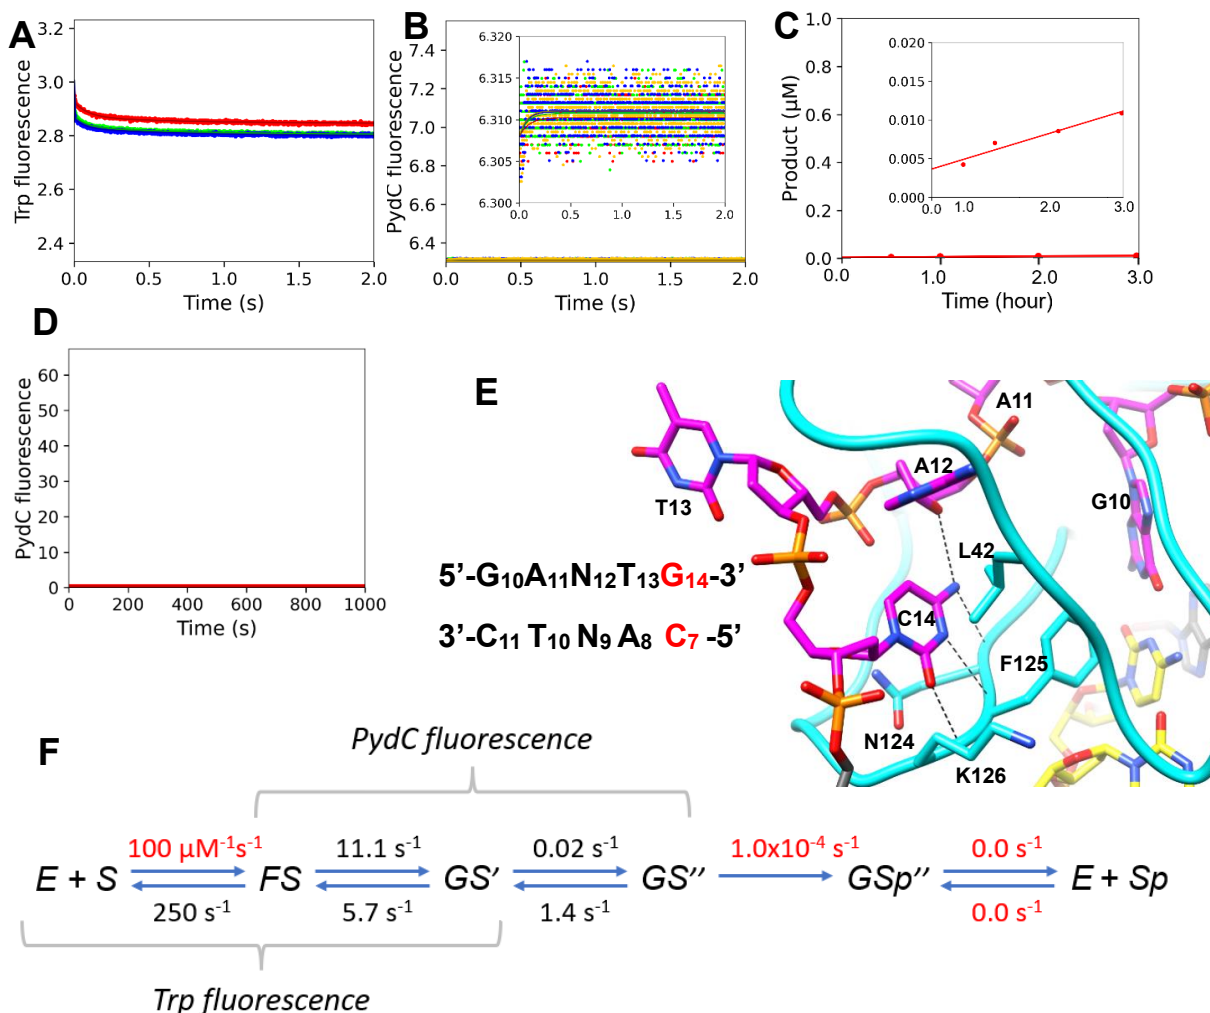 A
Trp fluorescence
3.2
3.0
2.8
2.6
2.4
0.0 0.5 1.0 1.5 2.0
Time (s)
B
PydC fluorescence
7.4
7.2
7.0
6.8
6.6
6.4
0.0 0.5 1.0 1.5 2.0
Time (s)
6.320
6.315
6.310
6.305
6.300
0.0 0.5 1.0 1.5 2.0
C
Product (µM)
1.0
0.8
0.6
0.4
0.2
0.0
0.0 1.0 2.0 3.0
Time (hour)
0.020
0.015
0.010
0.005
0.000
0.0 1.0 2.0 3.0
D
PydC fluorescence
60
50
40
30
20
10
0
0 200 400 600 800 1000
Time (s)
E
A11
A12
G10
T13
L42
C14
F125
N124
K126
5’-G₁₀A₁₁N₁₂T₁₃G₁₄-3’
3’-C₁₁ T₁₀ N₉ A₈ C₇ -5’
F
PydC fluorescence
100 µM⁻¹s⁻¹ 11.1 s⁻¹ 0.02 s⁻¹ 1.0x10⁻⁴ s⁻¹ 0.0 s⁻¹
E + S FS GS’ GS’’ GSp’’ E + Sp
250 s⁻¹ 5.7 s⁻¹ 1.4 s⁻¹ 0.0 s⁻¹
Trp fluorescence